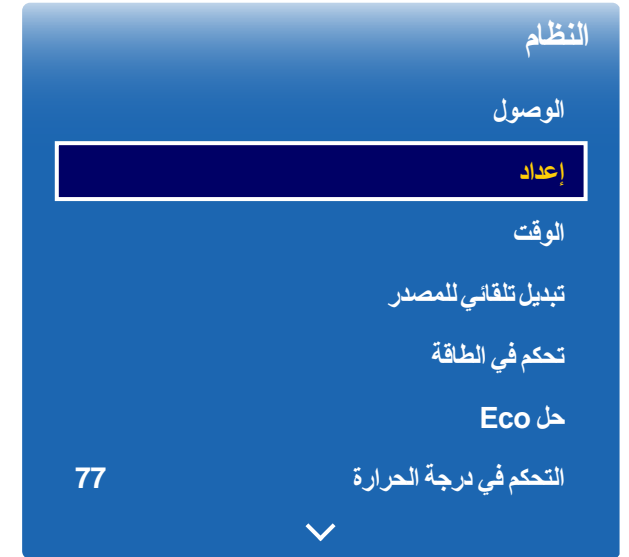 النظام
الوصول
إعداد
الوقت
تبديل تلقائي للمصدر
تحكم في الطاقة
حل Eco
التحكم في درجة الحرارة 77